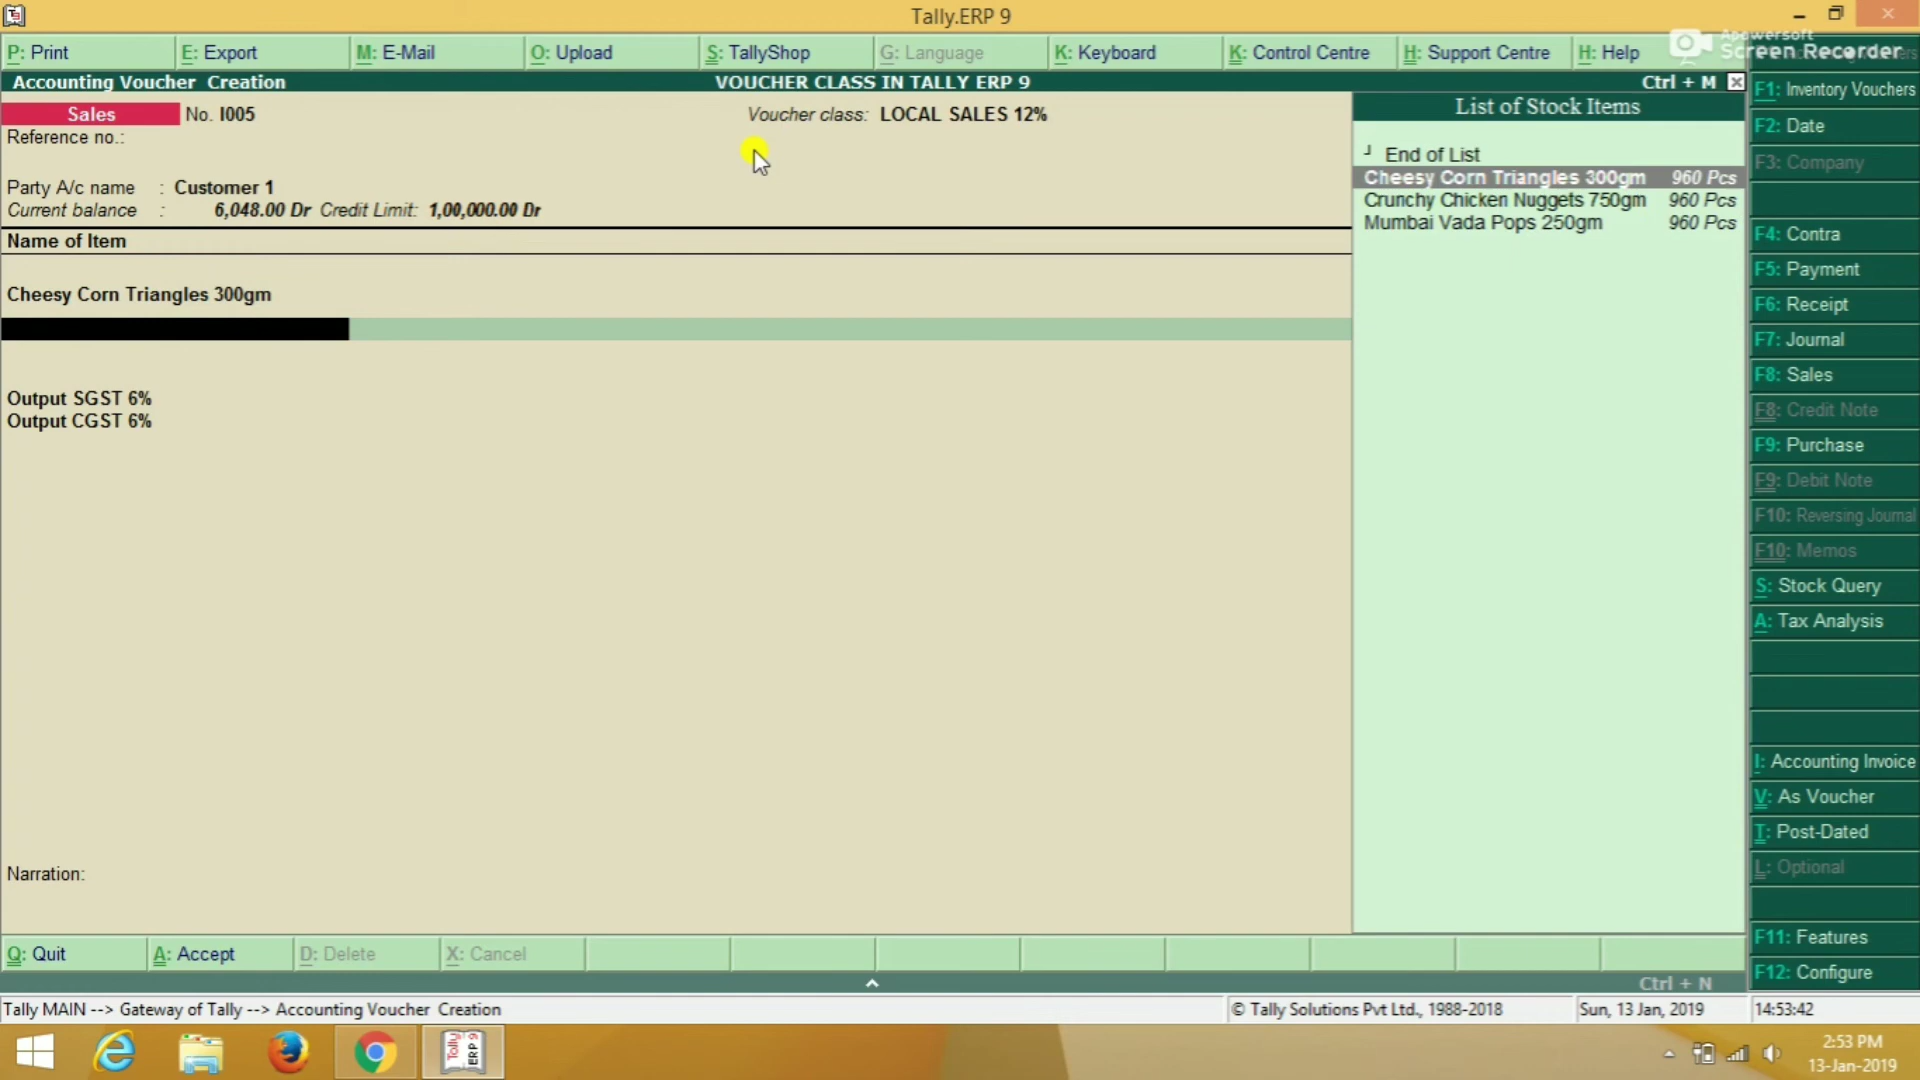 Tally.ERP 9
P: Print E: Export M: E-Mail O: Upload S: TallyShop G: Language K: Keyboard K: Control Centre H: Support Centre H: Help
Apowersoft
Screen Recorder
Accounting Voucher Creation VOUCHER CLASS IN TALLY ERP 9 Ctrl + M
Sales No. I005 Voucher class: LOCAL SALES 12%
Reference no.:
Party A/c name : Customer 1
Current balance : 6,048.00 Dr Credit Limit: 1,00,000.00 Dr
Name of Item
Cheesy Corn Triangles 300gm
Output SGST 6%
Output CGST 6%
Narration:
List of Stock Items
End of List
Cheesy Corn Triangles 300gm 960 Pcs
Crunchy Chicken Nuggets 750gm 960 Pcs
Mumbai Vada Pops 250gm 960 Pcs
F1: Inventory Vouchers
F2: Date
F3: Company
F4: Contra
F5: Payment
F6: Receipt
F7: Journal
F8: Sales
F8: Credit Note
F9: Purchase
F9: Debit Note
F10: Reversing Journal
F10: Memos
S: Stock Query
A: Tax Analysis
I: Accounting Invoice
V: As Voucher
T: Post-Dated
L: Optional
F11: Features
F12: Configure
Q: Quit A: Accept D: Delete X: Cancel
Ctrl + N
Tally MAIN --> Gateway of Tally --> Accounting Voucher Creation © Tally Solutions Pvt Ltd., 1988-2018 Sun, 13 Jan, 2019 14:53:42
Tally
ERP 9
2:53 PM
13-Jan-2019